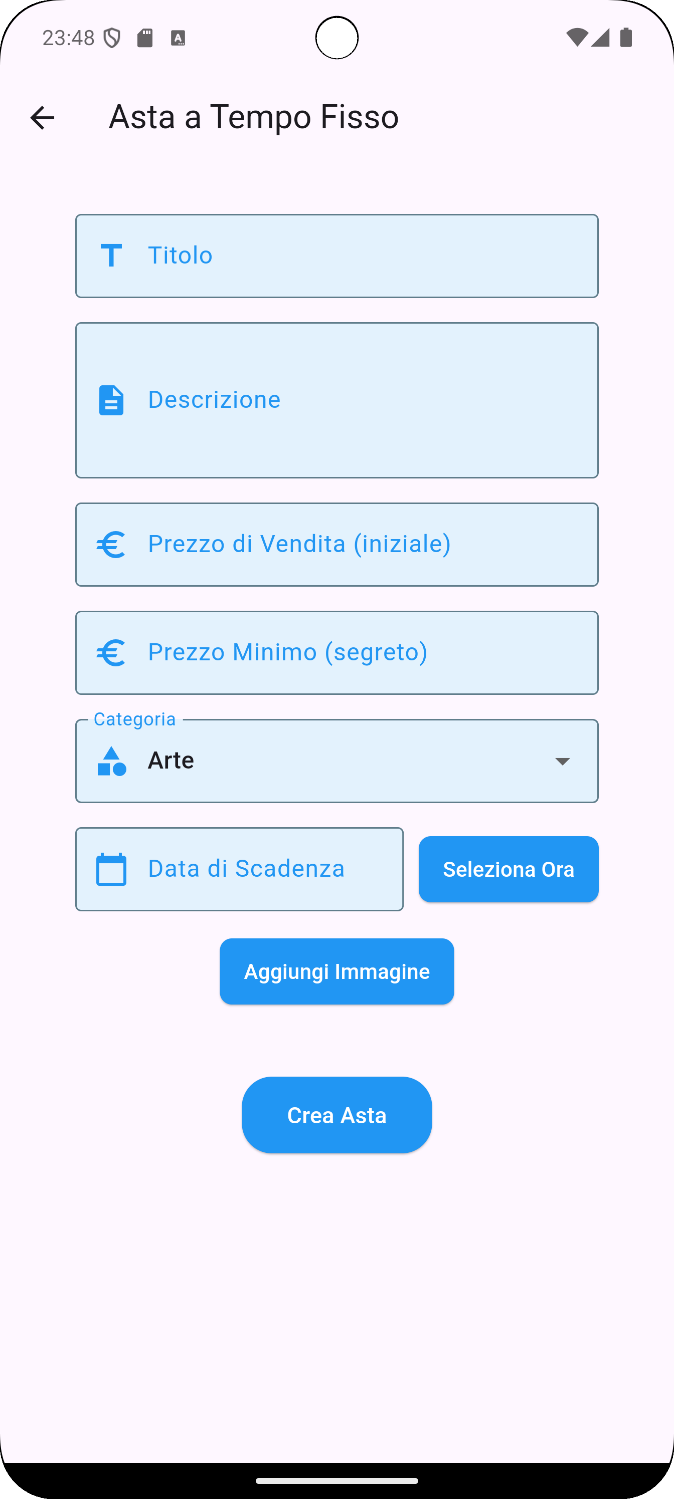 23:48
Asta a Tempo Fisso
Titolo
Descrizione
Prezzo di Vendita (iniziale)
Prezzo Minimo (segreto)
Categoria
Arte
Data di Scadenza
Seleziona Ora
Aggiungi Immagine
Crea Asta